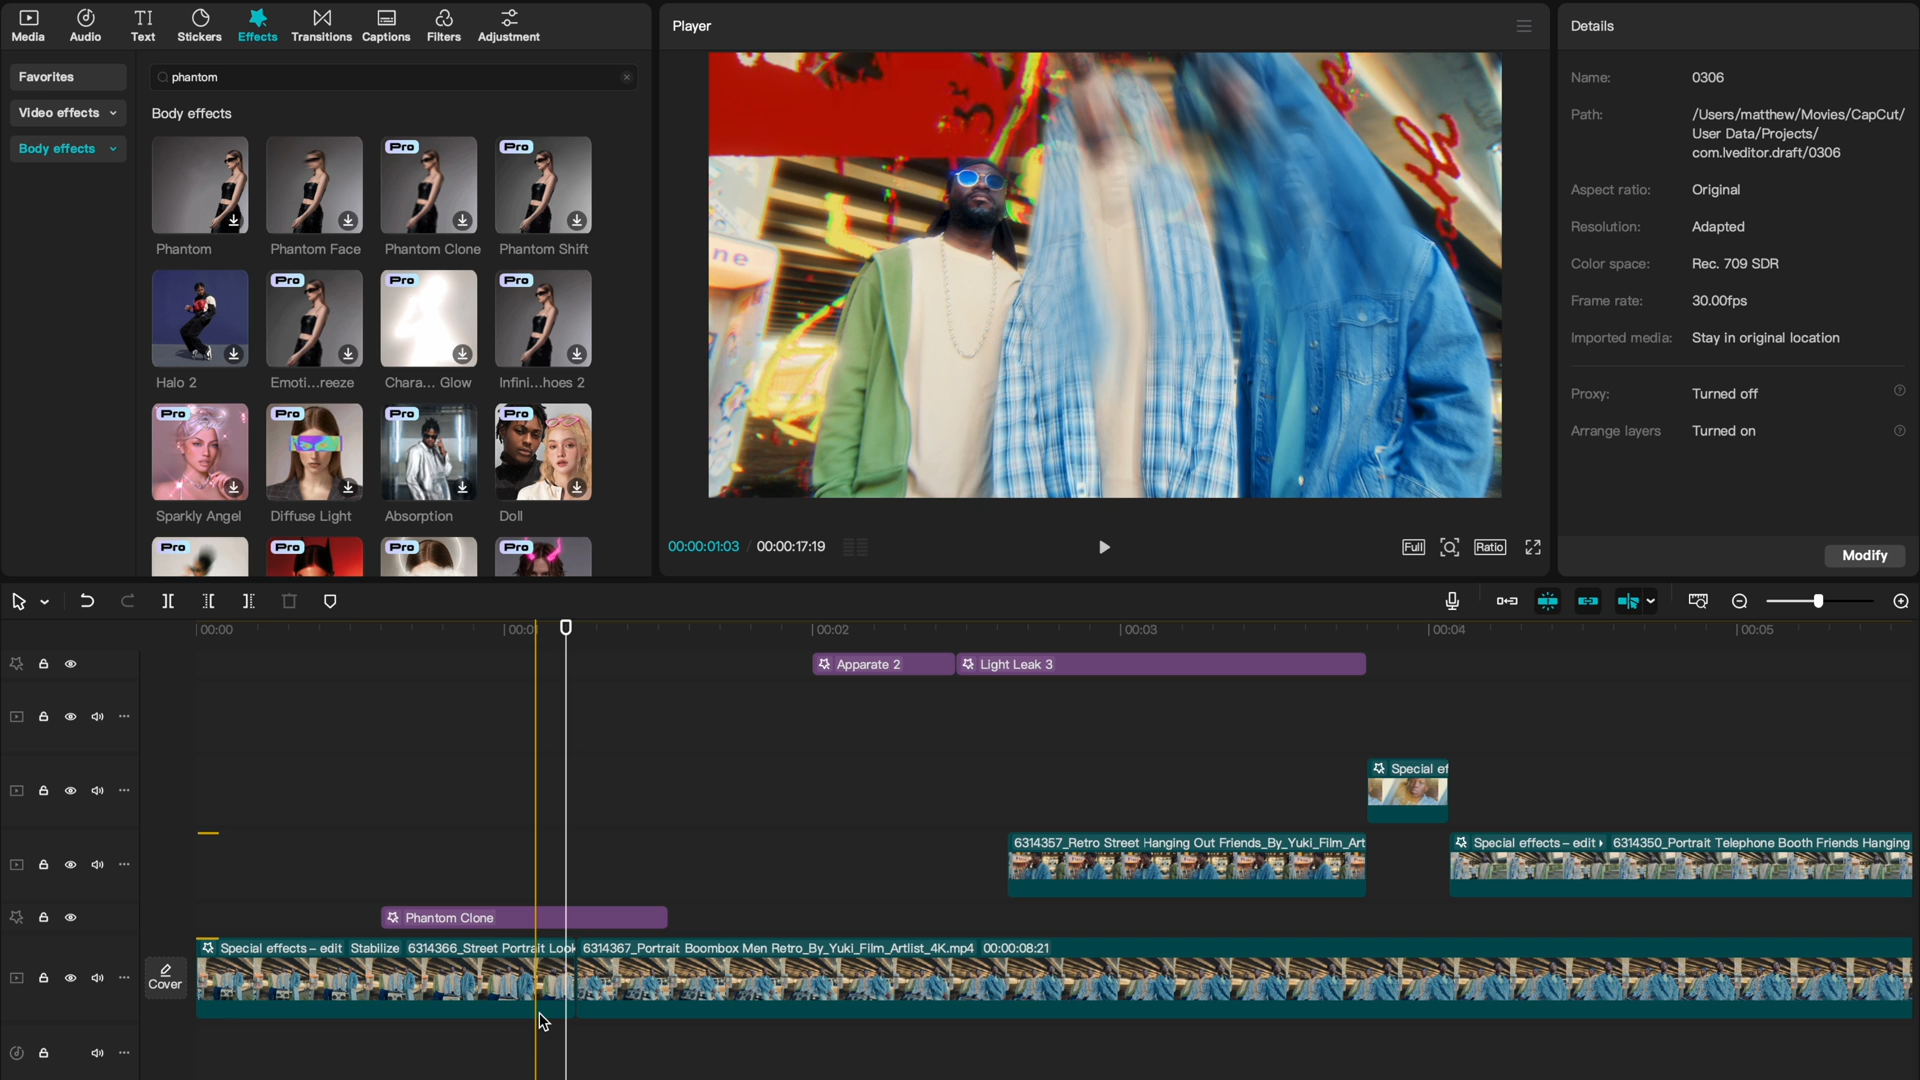 Media
Audio
Text
Stickers
Effects
Transitions
Captions
Filters
Adjustment
Favorites
Video effects
Body effects
phantom
Body effects
Pro
Pro
Phantom
Phantom Face
Phantom Clone
Phantom Shift
Pro
Pro
Pro
Halo 2
Emoti...reeze
Chara... Glow
Infini...hoes 2
Pro
Pro
Pro
Pro
Sparkly Angel
Diffuse Light
Absorption
Doll
Pro
Pro
Pro
Pro
Player
ne
00:00:01:03 / 00:00:17:19
Full
Ratio
Details
Name: 0306
Path: /Users/matthew/Movies/CapCut/
User Data/Projects/
com.lveditor.draft/0306
Aspect ratio: Original
Resolution: Adapted
Color space: Rec. 709 SDR
Frame rate: 30.00fps
Imported media: Stay in original location
Proxy: Turned off
Arrange layers Turned on
Modify
00:00
00:01
00:02
00:03
00:04
00:05
Apparate 2
Light Leak 3
Special ef
6314357_Retro Street Hanging Out Friends_By_Yuki_Film_Art
Special effects – edit
6314350_Portrait Telephone Booth Friends Hanging
Phantom Clone
Cover
Special effects – edit Stabilize 6314366_Street Portrait Look
6314367_Portrait Boombox Men Retro_By_Yuki_Film_Artlist_4K.mp4 00:00:08:21